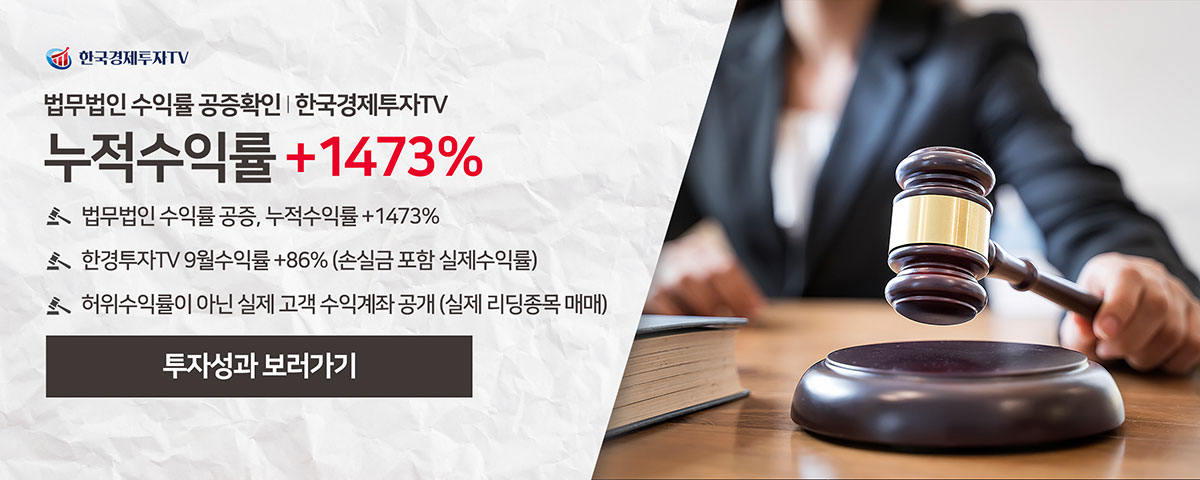 한국경제투자TV
법무법인 수익률 공증확인 | 한국경제투자TV
누적수익률 +1473%
법무법인 수익률 공증, 누적수익률 +1473%
한경투자TV 9월수익률 +86% (손실금 포함 실제수익률)
허위수익률이 아닌 실제 고객 수익계좌 공개 (실제 리딩종목 매매)
투자성과 보러가기